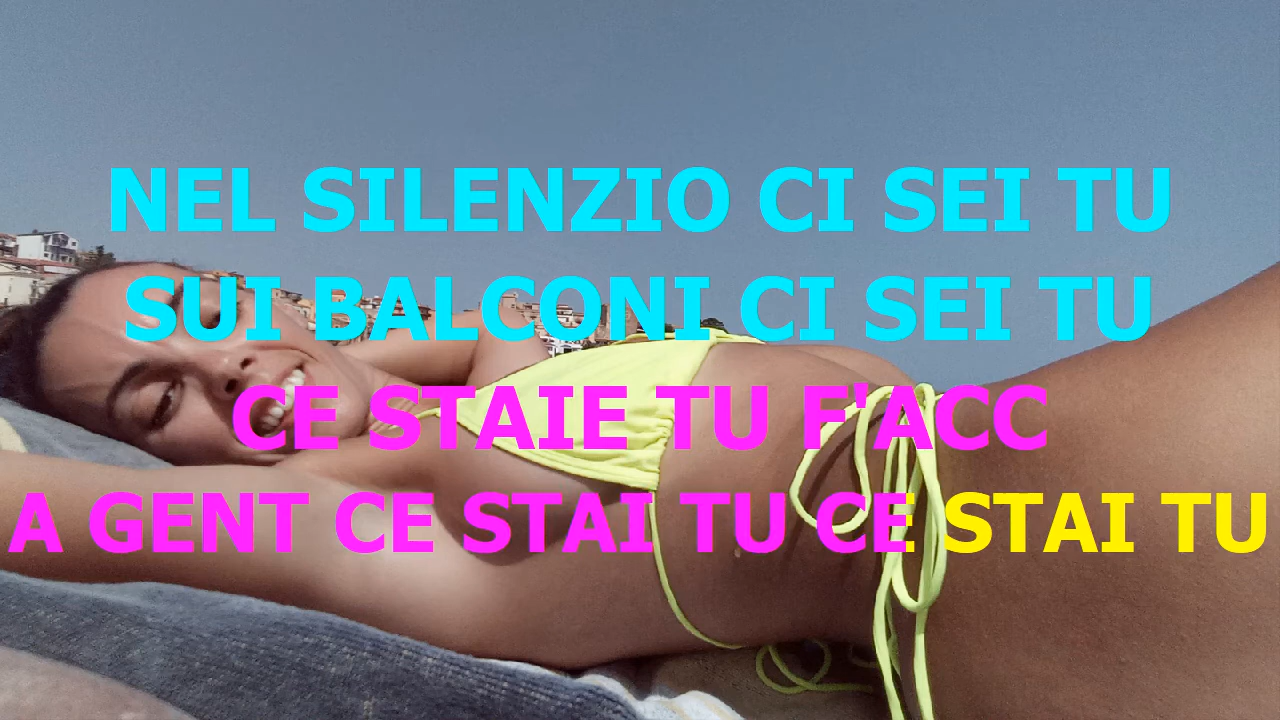 NEL SILENZIO CI SEI TU
SUI BALCONI CI SEI TU
CE STAIE TU F'ACC
A GENT CE STAI TU CE STAI TU